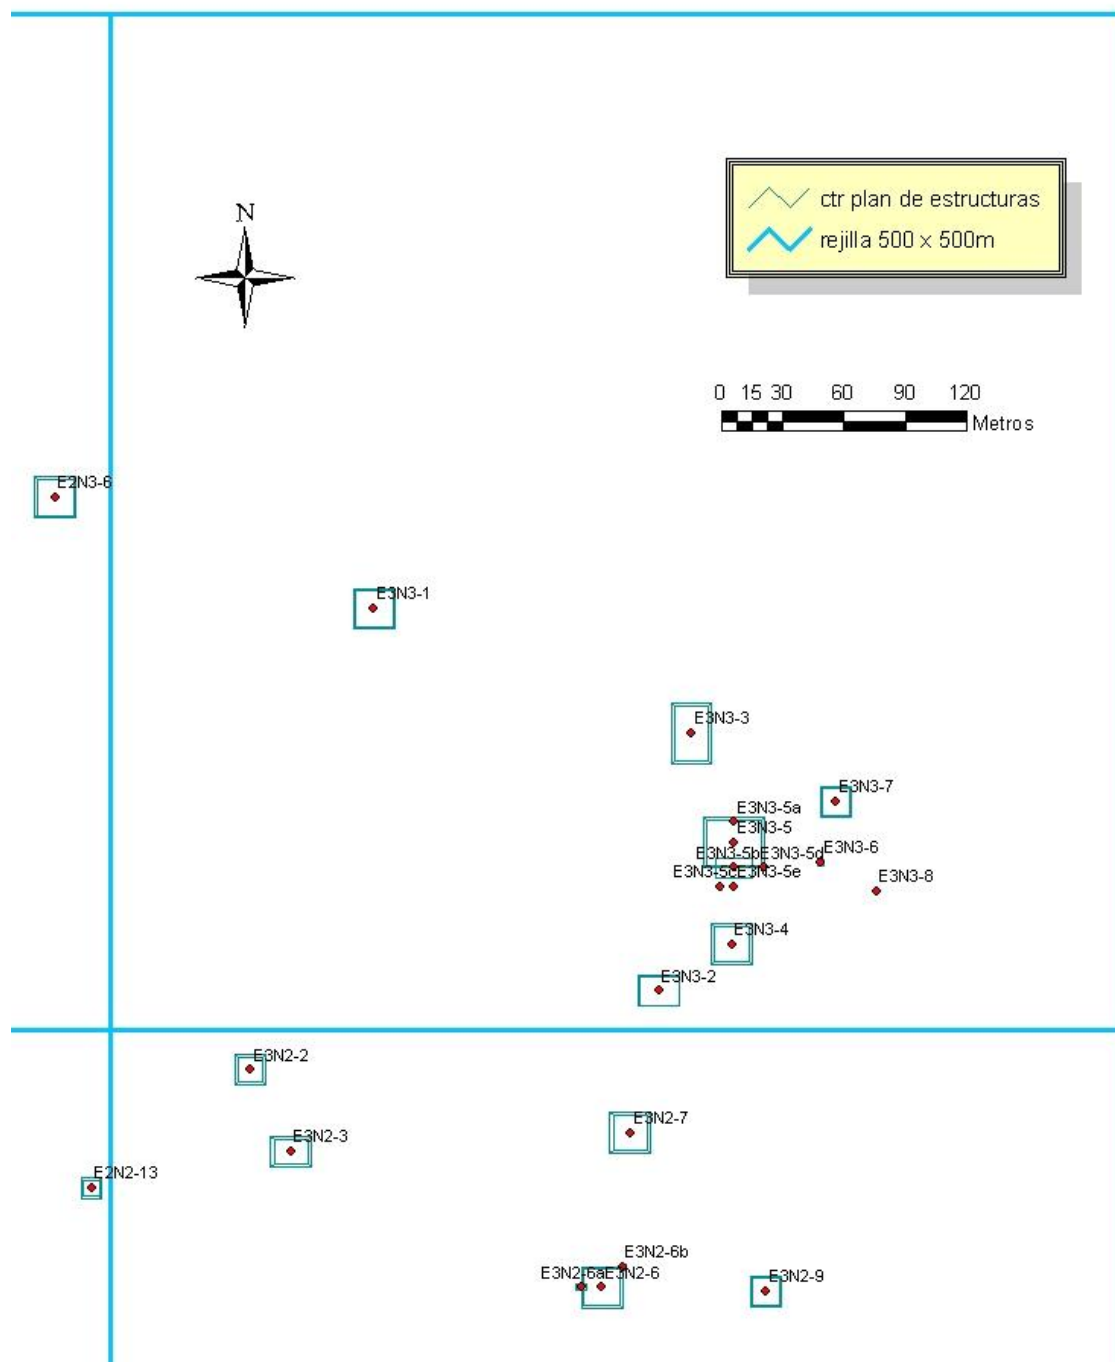 N
ctr plan de estructuras
rejilla 500 x 500m
0 15 30 60 90 120
Metros
E2N3-6
E3N3-1
E3N3-3
E3N3-7
E3N3-5a
E3N3-5
E3N3-5b
E3N3-5d
E3N3-6
E3N3-5c
E3N3-5e
E3N3-8
E3N3-4
E3N3-2
E3N2-2
E3N2-7
E3N2-3
E2N2-13
E3N2-6b
E3N2-6a
E3N2-6
E3N2-9